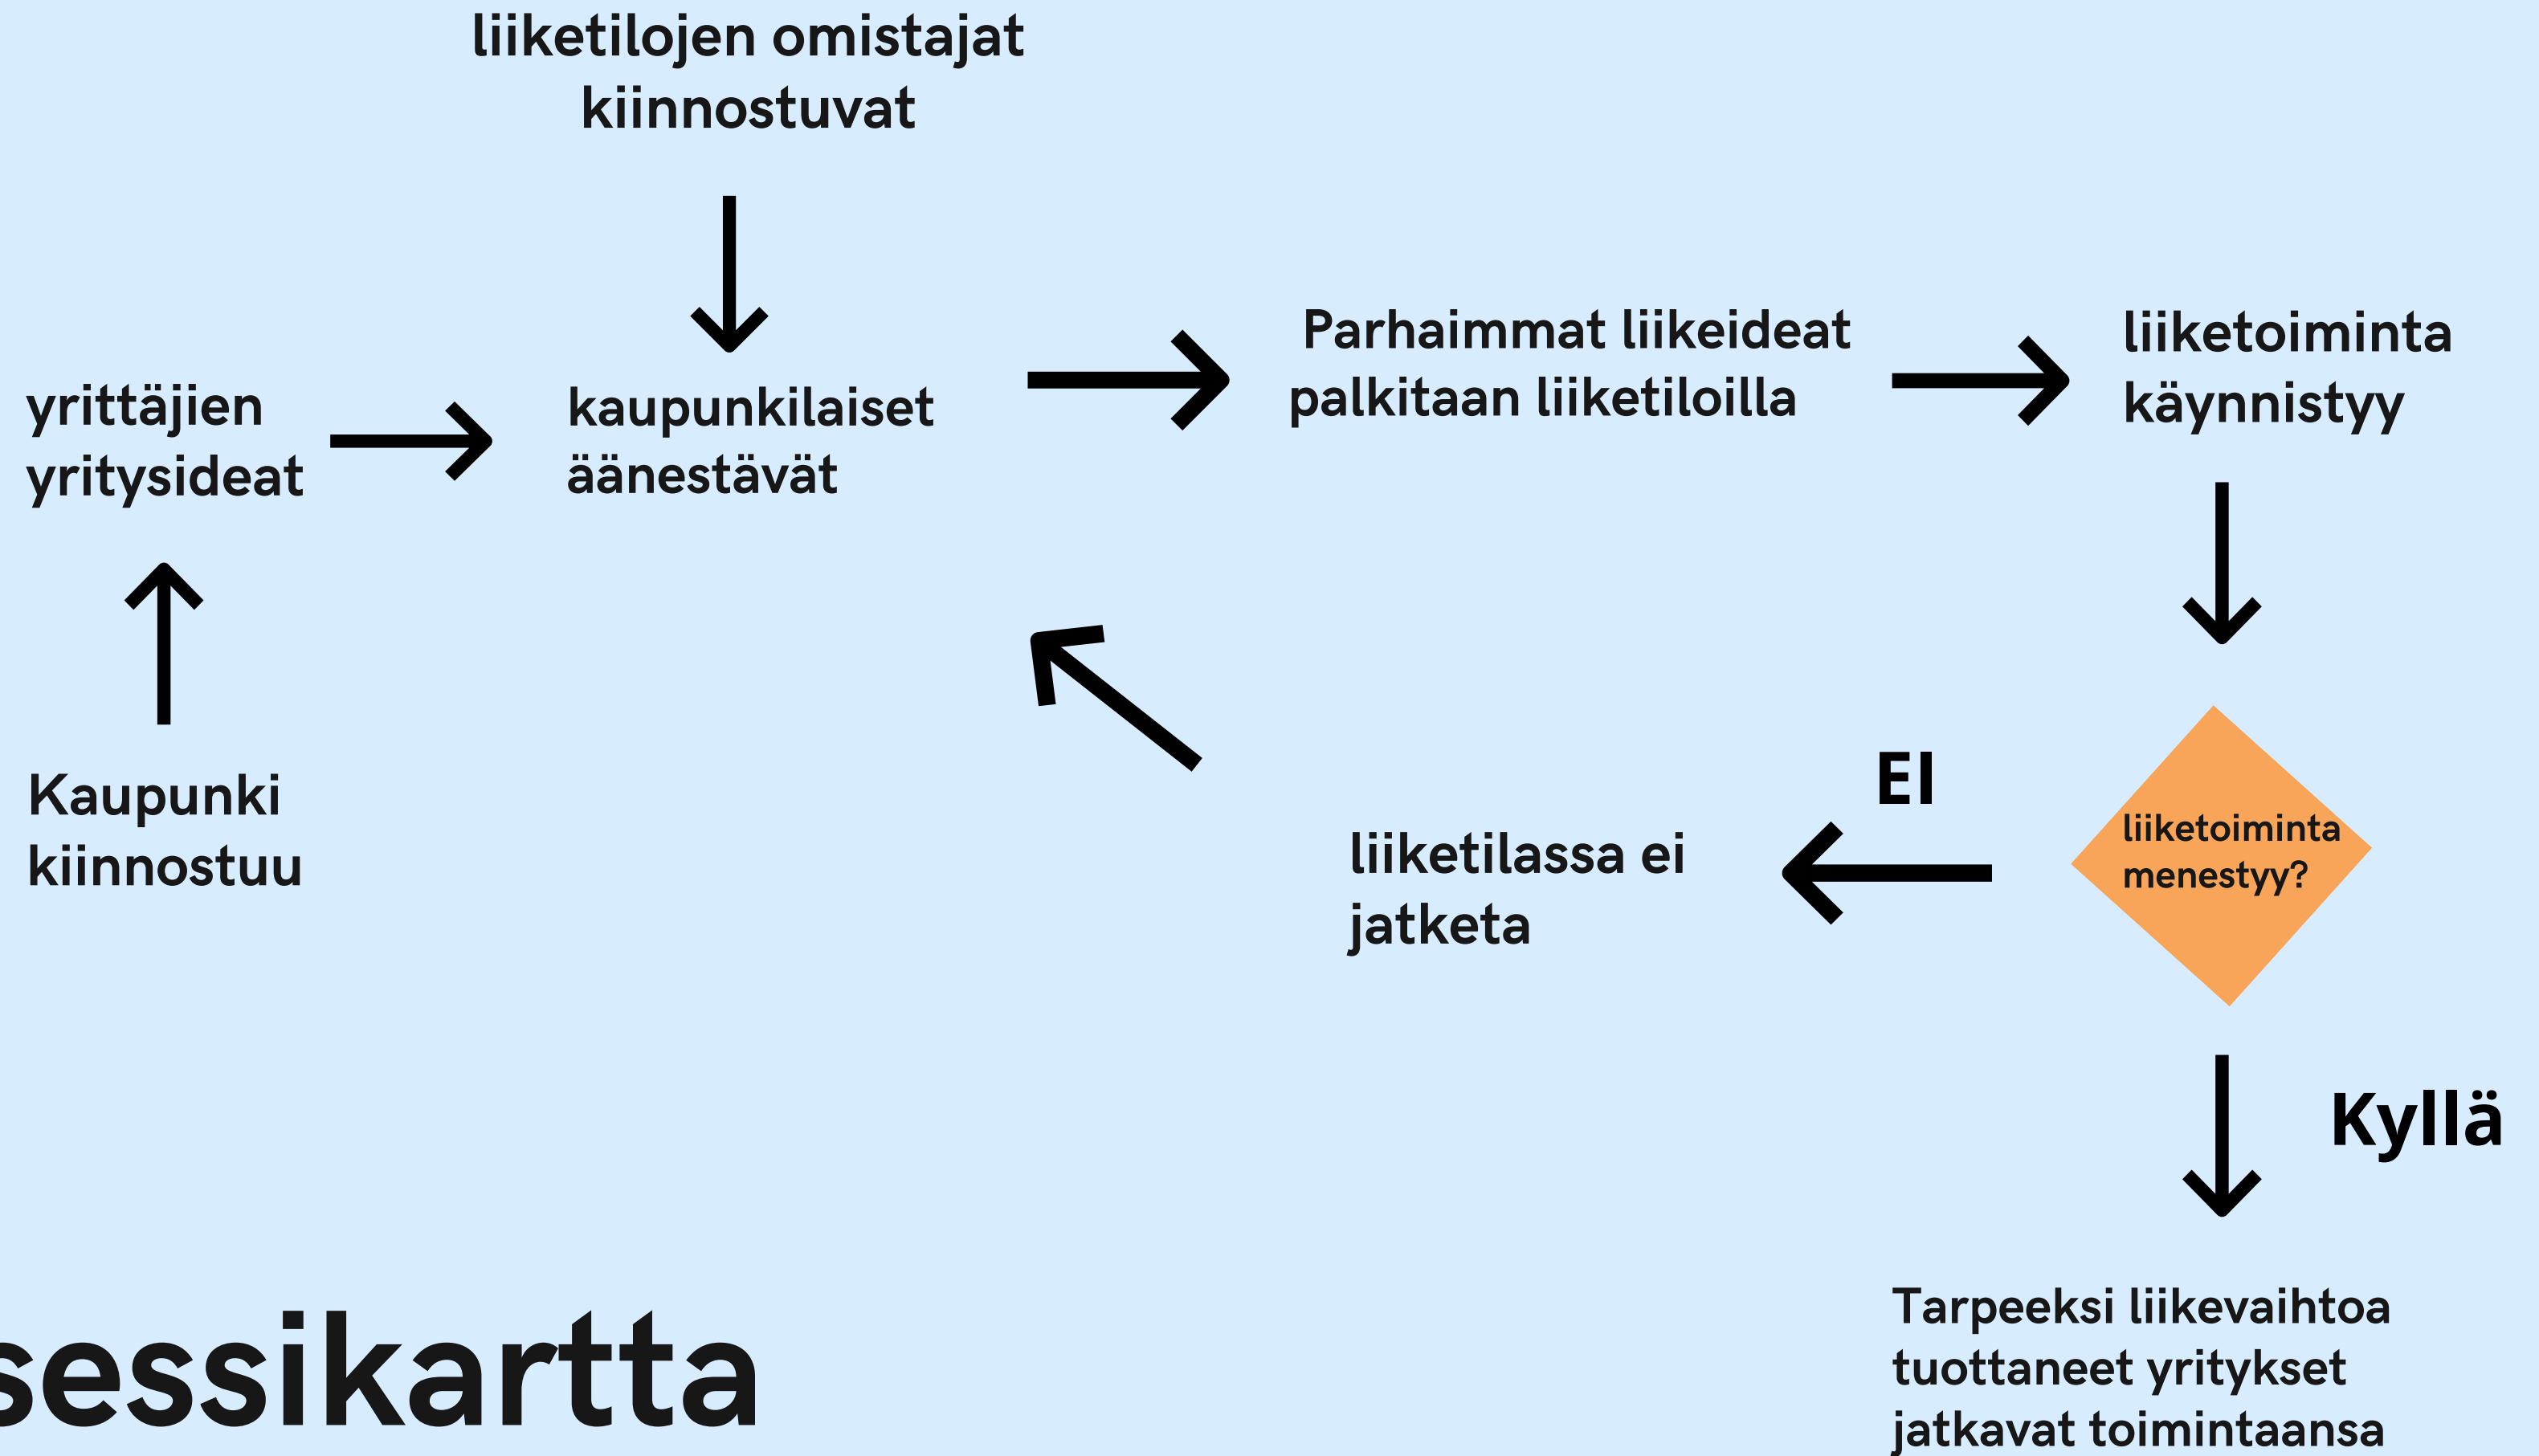 liiketilojen omistajat
kiinnostuvat
yrittäjien
yritysideat
kaupunkilaiset
äänestävät
Parhaimmat liikeideat
palkitaan liiketiloilla
liiketoiminta
käynnistyy
Kaupunki
kiinnostuu
liiketilassa ei
jatketa
EI
liiketoiminta
menestyy?
Kyllä
Tarpeeksi liikevaihtoa
tuottaneet yritykset
jatkavat toimintaansa
sessikartta